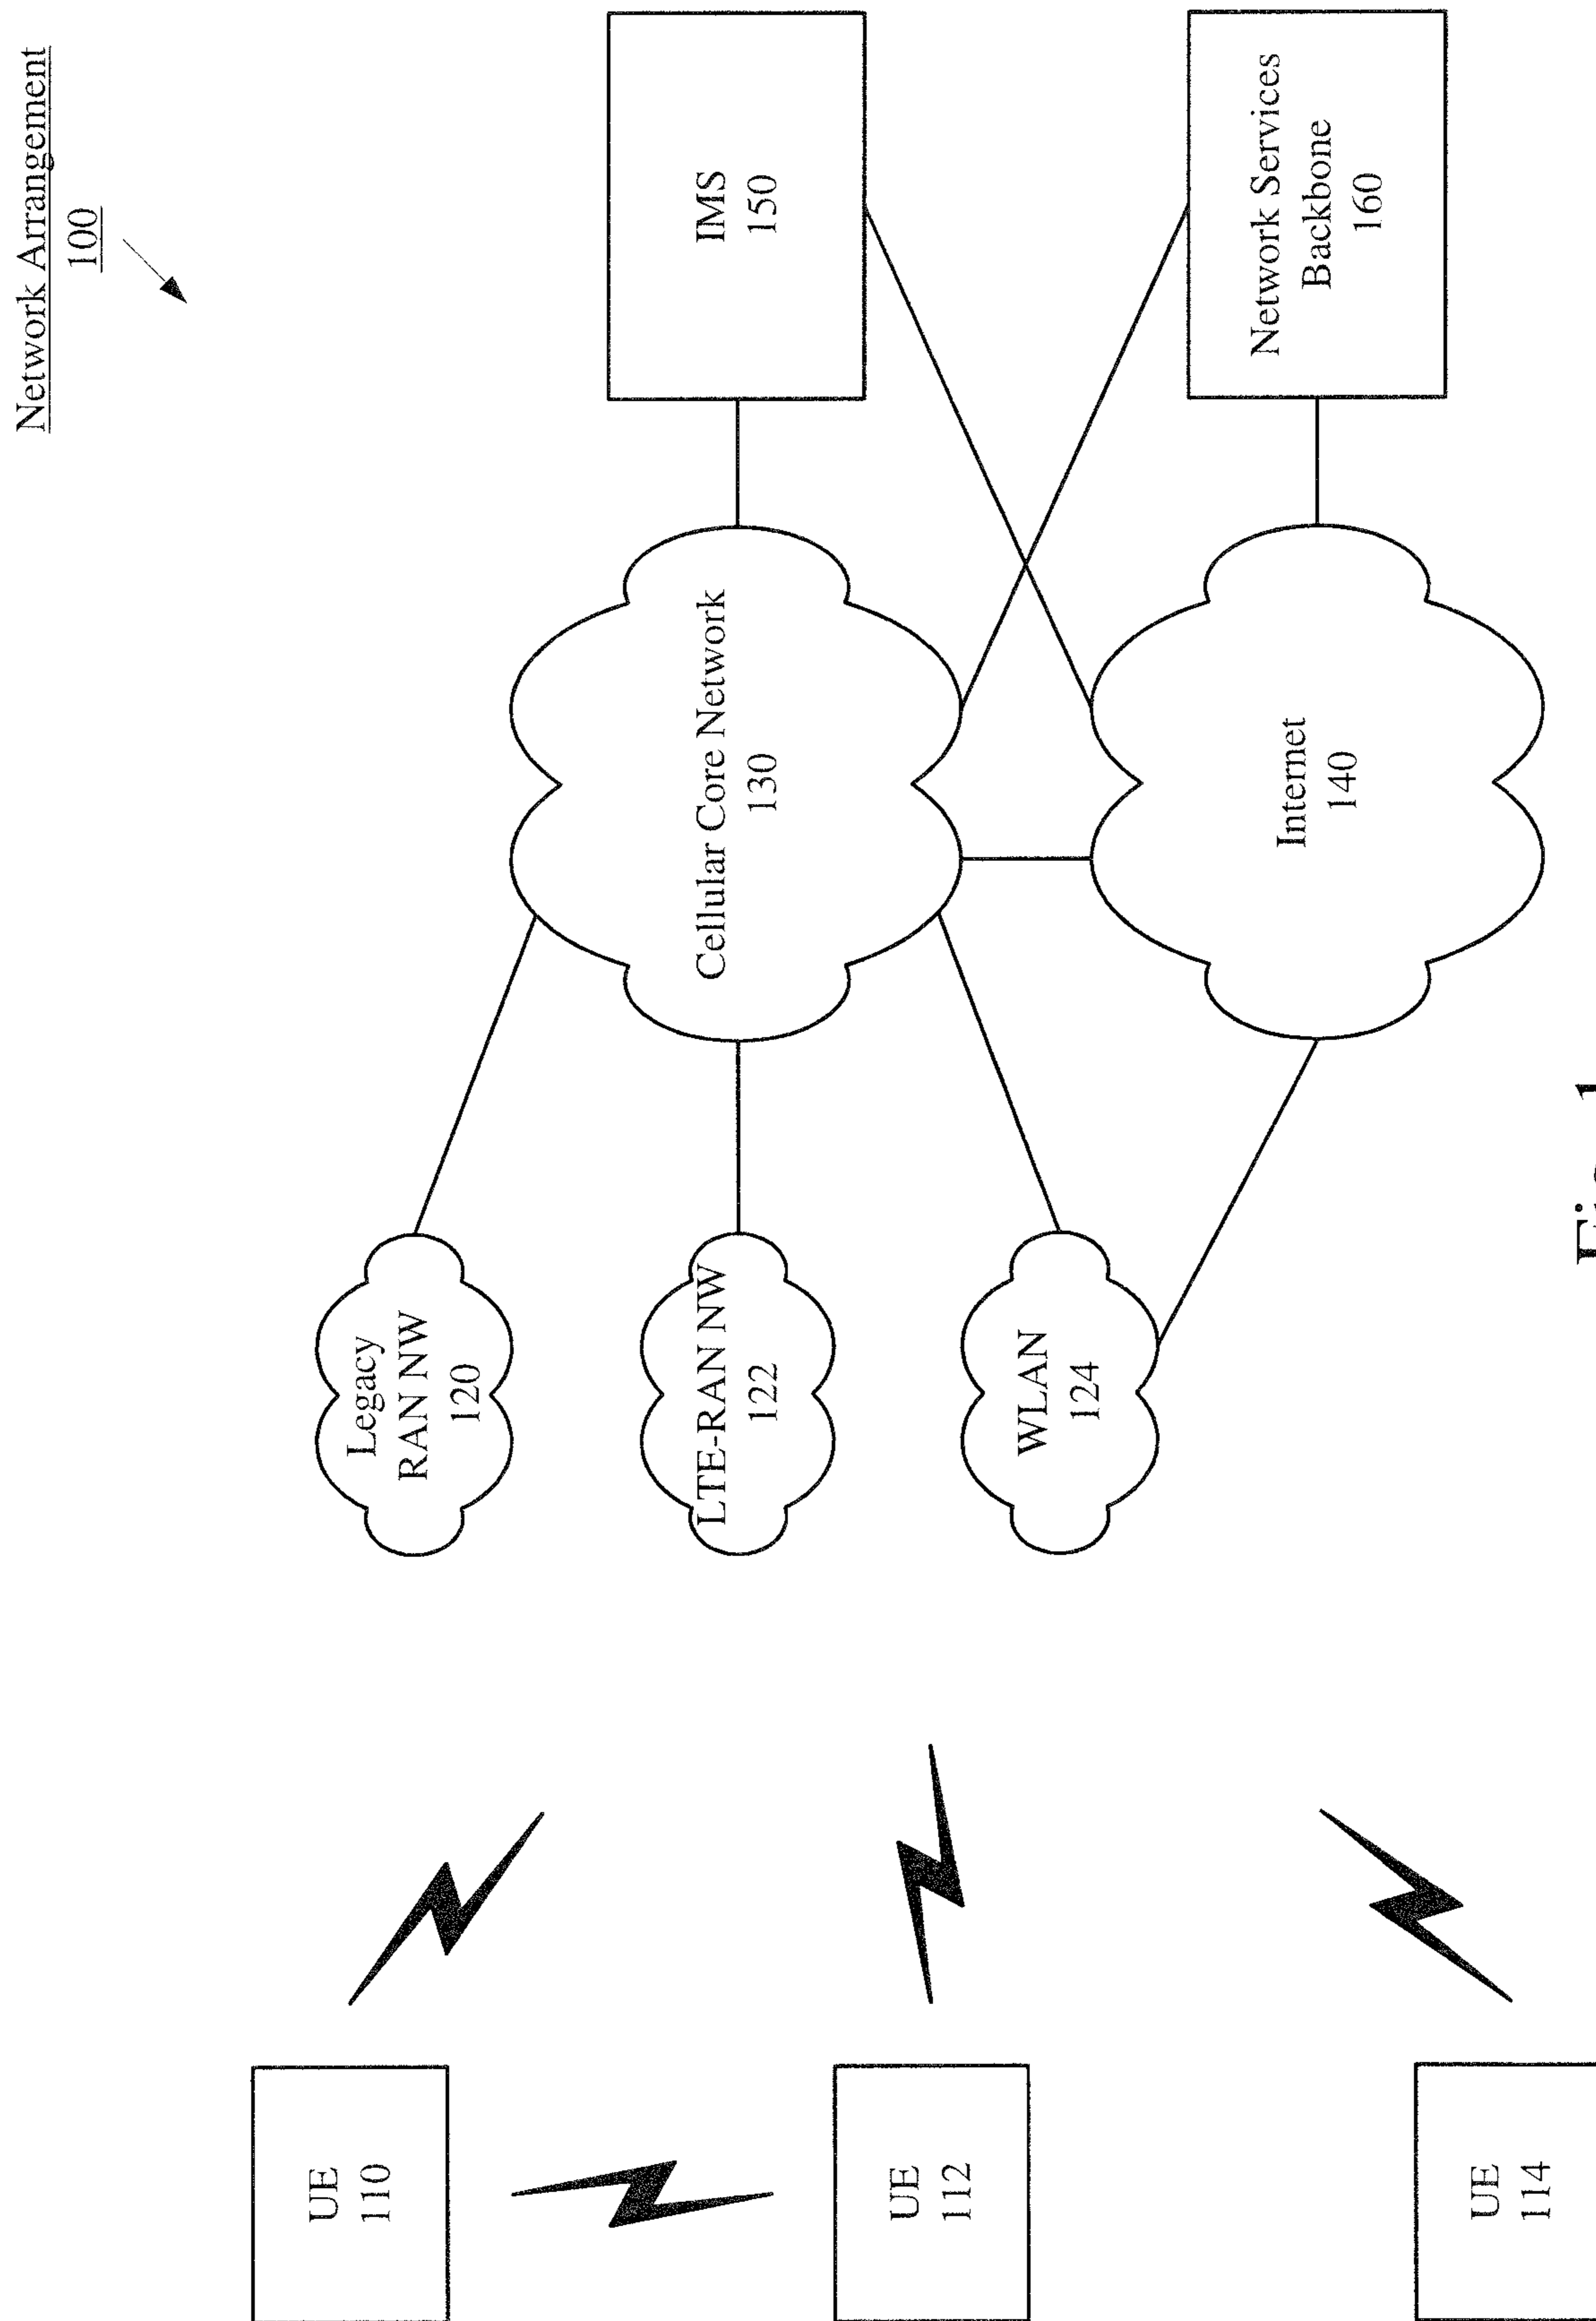 Network Arrangement
100
UE
110
UE
112
UE
114
Legacy
RAN NW
120
LTE-RAN NW
122
WLAN
124
Cellular Core Network
130
Internet
140
IMS
150
Network Services
Backbone
160